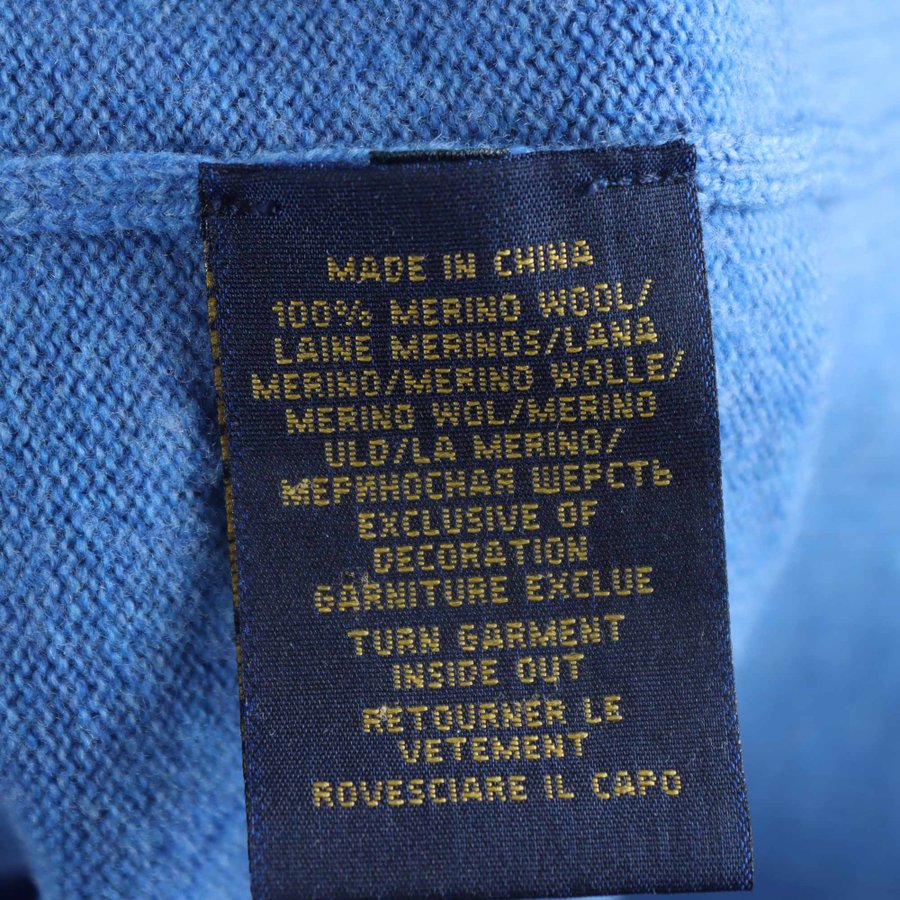 MADE IN CHINA
100% MERINO WOOL/
LAINE MERINOS/LANA
MERINO/MERINO WOLLE/
MERINO WOL/MERINO
ULD/LA MERINO/
МЕРИНОСНАЯ ШЕРСТЬ
EXCLUSIVE OF
DECORATION
GARNITURE EXCLUE
TURN GARMENT
INSIDE OUT
RETOURNER LE
VETEMENT
ROVESCIARE IL CAPO